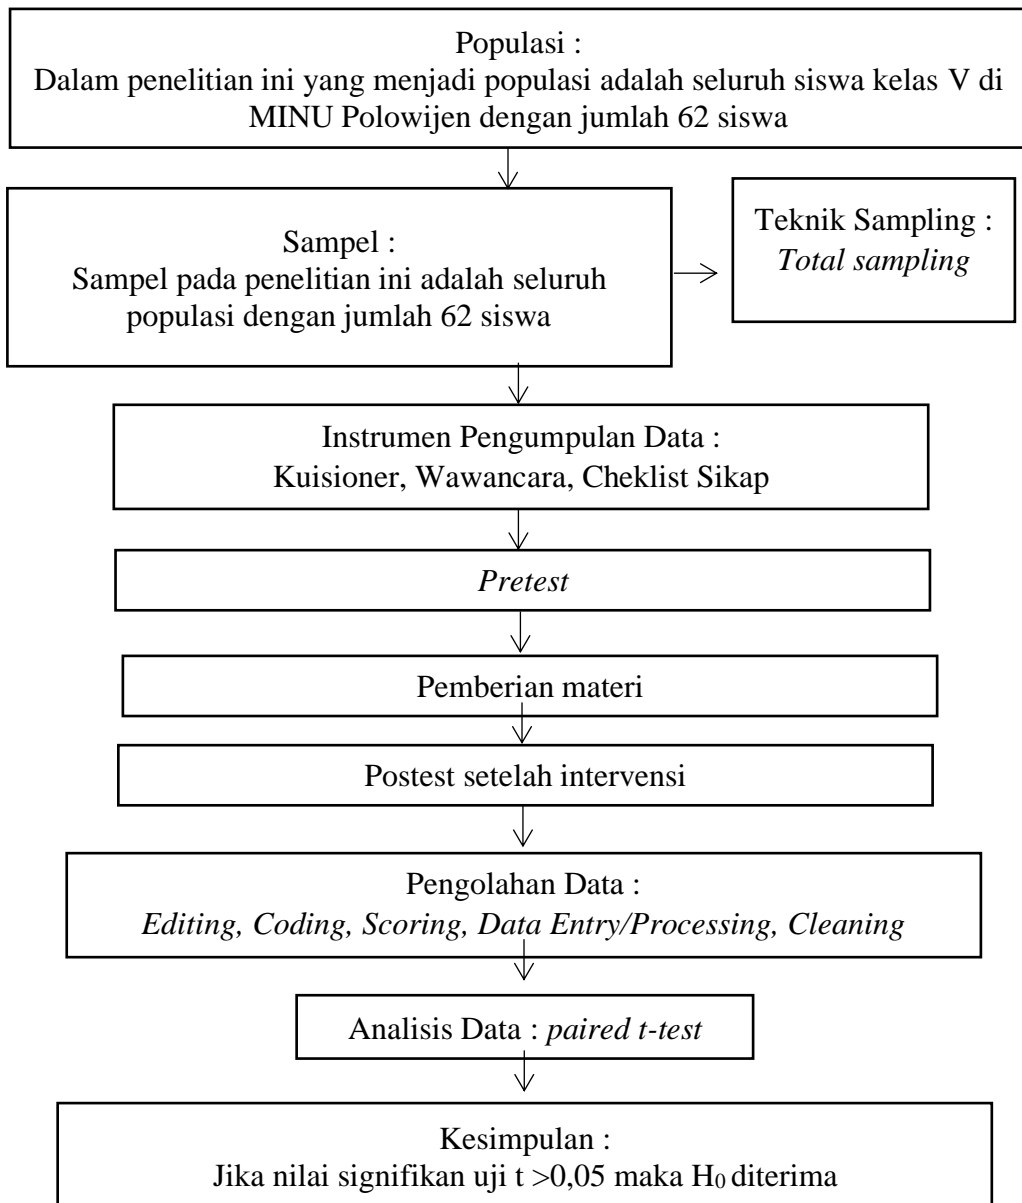 Populasi :
Dalam penelitian ini yang menjadi populasi adalah seluruh siswa kelas V di
MINU Polowijen dengan jumlah 62 siswa
Sampel :
Sampel pada penelitian ini adalah seluruh
populasi dengan jumlah 62 siswa
Teknik Sampling :
Total sampling
Instrumen Pengumpulan Data :
Kuisioner, Wawancara, Cheklist Sikap
Pretest
Pemberian materi
Postest setelah intervensi
Pengolahan Data :
Editing, Coding, Scoring, Data Entry/Processing, Cleaning
Analisis Data : paired t-test
Kesimpulan :
Jika nilai signifikan uji t >0,05 maka H₀ diterima